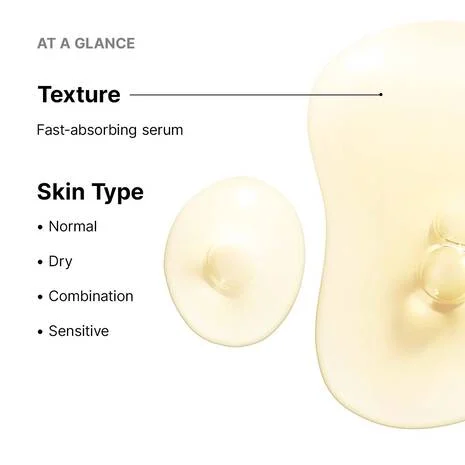 AT A GLANCE
Texture
Fast-absorbing serum
Skin Type
• Normal
• Dry
• Combination
• Sensitive